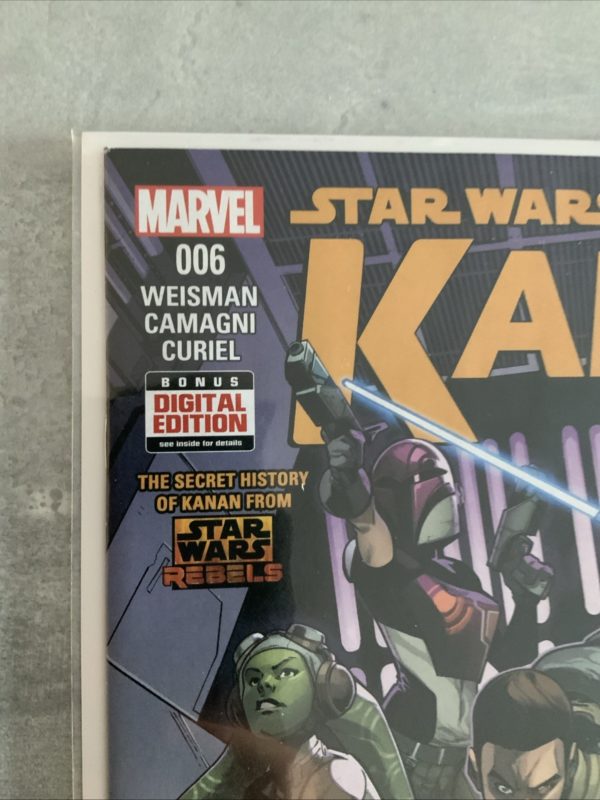 MARVEL
STAR WARS
KA
006
WEISMAN
CAMAGNI
CURIEL
BONUS
DIGITAL
EDITION
see inside for details
THE SECRET HISTORY
OF KANAN FROM
STAR
WARS
REBELS